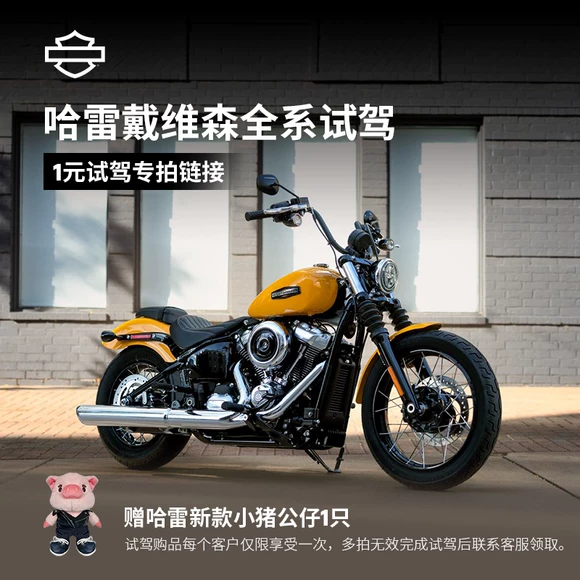 哈雷戴维森全系试驾
1元试驾专拍链接
赠哈雷新款小猪公仔1只
试驾购品每个客户仅限享受一次，多拍无效完成试驾后联系客服领取。